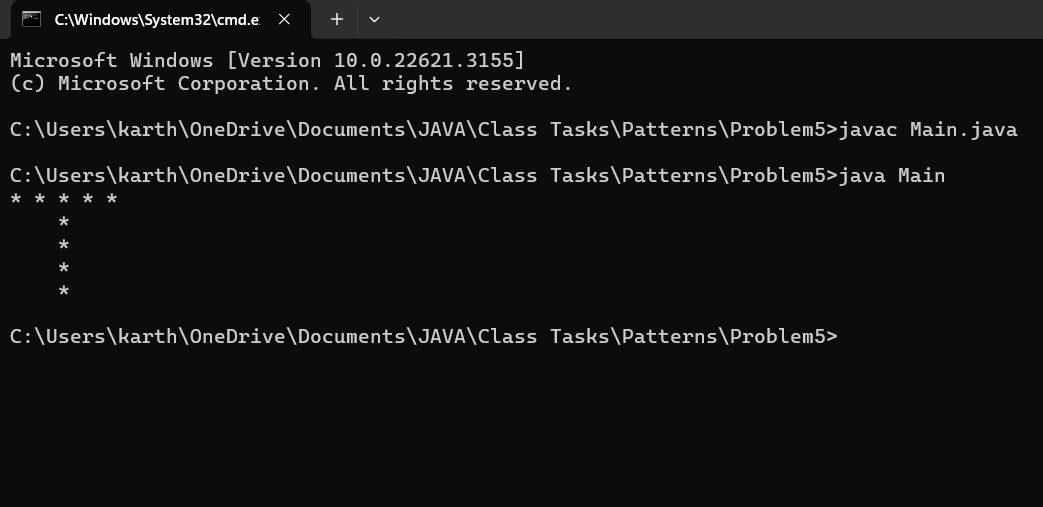 C:\Windows\System32\cmd.e
Microsoft Windows [Version 10.0.22621.3155]
(c) Microsoft Corporation. All rights reserved.
C:\Users\karth\OneDrive\Documents\JAVA\Class Tasks\Patterns\Problem5>javac Main.java
C:\Users\karth\OneDrive\Documents\JAVA\Class Tasks\Patterns\Problem5>java Main
* * * * *
    *
    *
    *
    *
C:\Users\karth\OneDrive\Documents\JAVA\Class Tasks\Patterns\Problem5>